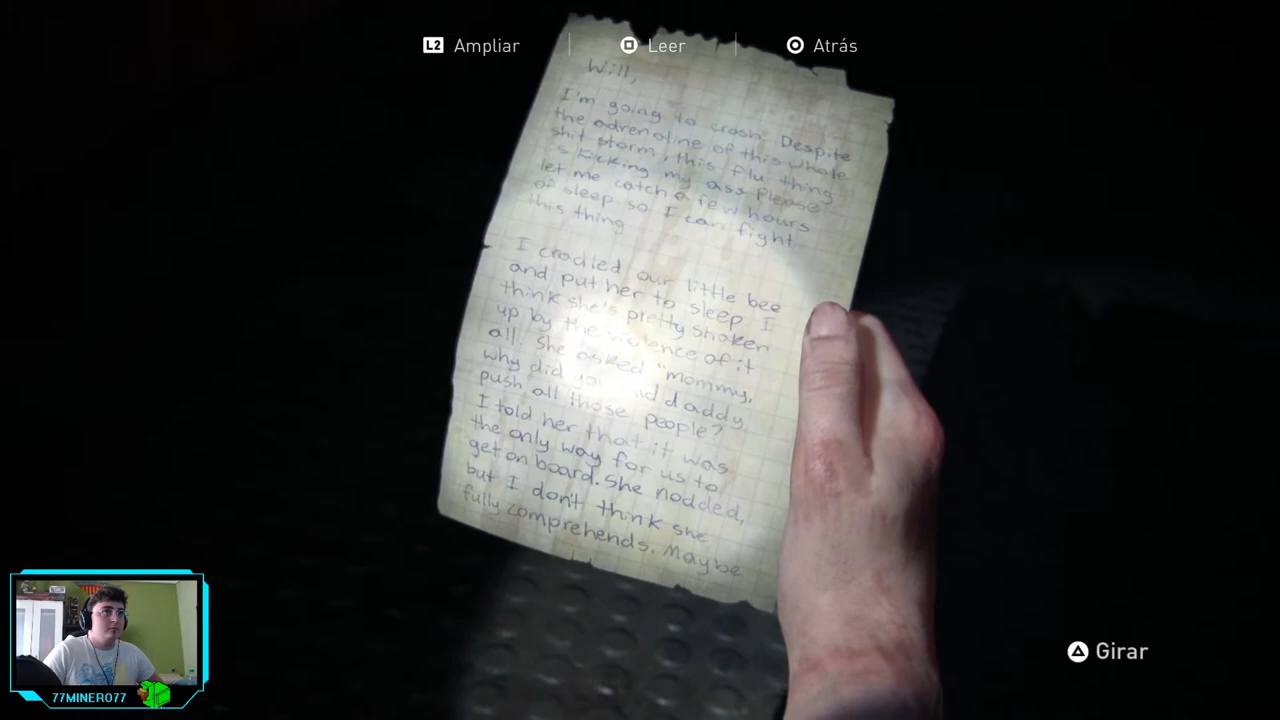 L2 Ampliar
Leer
Atrás
Will,
I'm going to crash. Despite
the adrenaline of this whole
shit storm, this flu thing
is kicking my ass. Please
let me catch a few hours
of sleep so I can fight
this thing
I cradled our little bee
and put her to sleep. I
think she's pretty shaken
up by the violence of it
all. She asked "mommy,
why did daddy
push all those people?
I told her that it was
the only way for us to
get on board. She nodded,
but I don't think she
fully comprehends. Maybe
Girar
77MINERO77